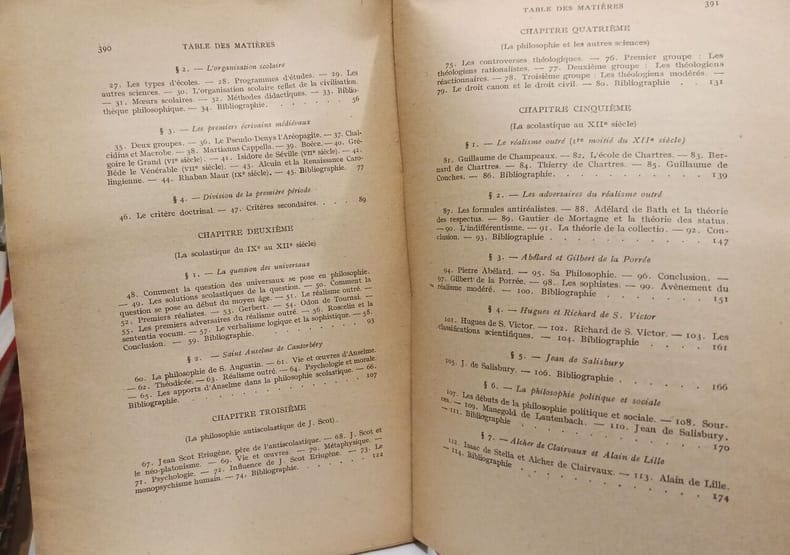 390
TABLE DES MATIÈRES
§ 2. — L'organisation scolaire
27. Les types d'écoles. — 28. Programmes d'études. — 29. Les
autres sciences. — 30. L'organisation scolaire reflet de la civilisation.
— 31. Mœurs scolaires. — 32. Méthodes didactiques. — 33. Biblio-
thèque philosophique. — 34. Bibliographie. . . . . . . . 56
§ 3. — Les premiers écrivains médiévaux
35. Deux groupes. — 36. Le Pseudo-Denys l'Aréopagite. — 37. Chal-
cidius et Macrobe. — 38. Martianus Cappella. — 39. Boèce. — 40. Gré-
goire le Grand (VIe siècle). — 41. Isidore de Séville (VIIe siècle). — 42.
Bède le Vénérable (VIIe siècle). — 43. Alcuin et la Renaissance Caro-
lingienne. — 44. Rhaban Maur (IXe siècle). — 45. Bibliographie. 77
§ 4. — Division de la première période
46. Le critère doctrinal. — 47. Critères secondaires. . . . . 89
CHAPITRE DEUXIÈME
(La scolastique du IXe au XIIe siècle)
§ 1. — La question des universaux
48. Comment la question des universaux se pose en philosophie.
— 49. Les solutions scolastiques de la question. — 50. Comment la
question se pose au début du moyen âge. — 51. Le réalisme outré. —
52. Premiers réalistes. — 53. Gerbert. — 54. Odon de Tournai. —
55. Les premiers adversaires du réalisme outré. — 56. Roscelin et la
sententia vocum. — 57. Le verbalisme logique et la sophistique. — 58.
Conclusion. — 59. Bibliographie. . . . . . . . . 93
§ 2. — Saint Anselme de Cantorbéry
60. La philosophie de S. Augustin. — 61. Vie et œuvres d'Anselme.
— 62. Théodicée. — 63. Réalisme outré. — 64. Psychologie et morale.
— 65. Les apports d'Anselme dans la philosophie scolastique. — 66.
Bibliographie. . . . . . . . . . 107
CHAPITRE TROISIÈME
(La philosophie antiscolastique de J. Scot).
67. Jean Scot Eriugène, père de l'antiscolastique. — 68. J. Scot et
le néo-platonisme. — 69. Vie et œuvres. — 70. Métaphysique. —
71. Psychologie. — 72. Influence de J. Scot Eriugène. — 73. Le
monopsychisme humain. — 74. Bibliographie. . . . . . 122
TABLE DES MATIÈRES
391
CHAPITRE QUATRIÈME
(La philosophie et les autres sciences)
75. Les controverses théologiques. — 76. Premier groupe : Les
théologiens rationalistes. — 77. Deuxième groupe : Les théologiens
réactionnaires. — 78. Troisième groupe : Les théologiens modérés. —
79. Le droit canon et le droit civil. — 80. Bibliographie . . 131
CHAPITRE CINQUIÈME
(La scolastique au XIIe siècle)
§ 1. — Le réalisme outré (1re moitié du XIIe siècle)
81. Guillaume de Champeaux. — 82. L'école de Chartres. — 83. Ber-
nard de Chartres. — 84. Thierry de Chartres. — 85. Guillaume de
Conches. — 86. Bibliographie. . . . . . . . . 139
§ 2. — Les adversaires du réalisme outré
87. Les formules antiréalistes. — 88. Adélard de Bath et la théorie
des respectus. — 89. Gautier de Mortagne et la théorie des status.
— 90. L'indifférentisme. — 91. La théorie de la collectio. — 92. Con-
clusion. — 93. Bibliographie . . . . . . . . . 147
§ 3. — Abélard et Gilbert de la Porrée
94. Pierre Abélard. — 95. Sa Philosophie. — 96. Conclusion. —
97. Gilbert de la Porrée. — 98. Les sophistes. — 99. Avènement du
réalisme modéré. — 100. Bibliographie . . . . . . 151
§ 4. — Hugues et Richard de S. Victor
101. Hugues de S. Victor. — 102. Richard de S. Victor. — 103. Les
classifications scientifiques. — 104. Bibliographie . . . . 161
§ 5. — Jean de Salisbury
105. J. de Salisbury. — 106. Bibliographie. . . . . . 166
§ 6. — La philosophie politique et sociale
107. Les débuts de la philosophie politique et sociale. — 108. Sour-
ces. — 109. Manegold de Lautenbach. — 110. Jean de Salisbury.
— 111. Bibliographie . . . . . . . . . 170
§ 7. — Alcher de Clairvaux et Alain de Lille
112. Isaac de Stella et Alcher de Clairvaux. — 113. Alain de Lille.
— 114. Bibliographie . . . . . . . . . 174